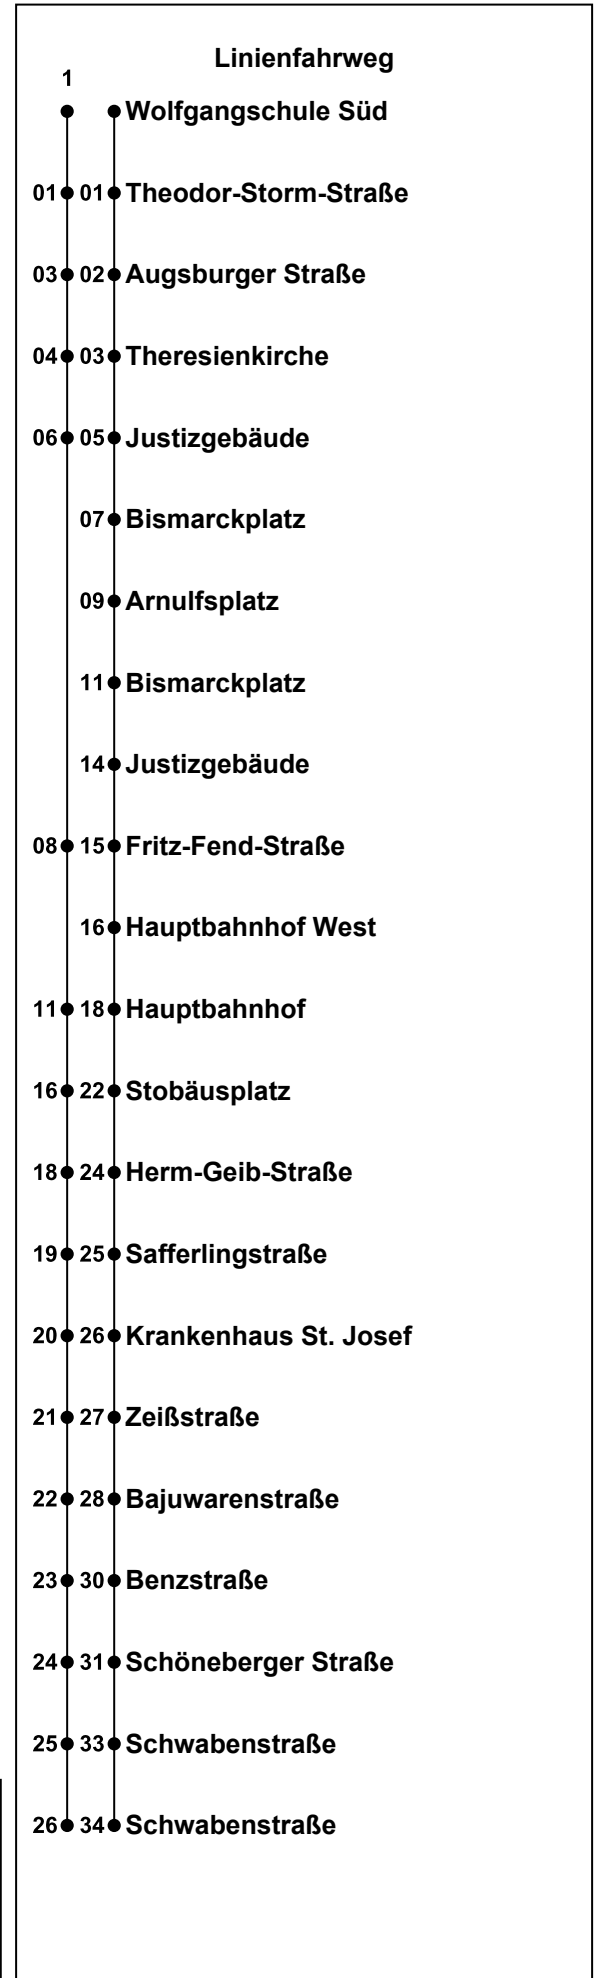 Linienfahrweg
1
Wolfgangschule Süd
01 01 Theodor-Storm-Straße
03 02 Augsburger Straße
04 03 Theresienkirche
06 05 Justizgebäude
07 Bismarckplatz
09 Arnulfsplatz
11 Bismarckplatz
14 Justizgebäude
08 15 Fritz-Fend-Straße
16 Hauptbahnhof West
11 18 Hauptbahnhof
16 22 Stobäusplatz
18 24 Herm-Geib-Straße
19 25 Safferlingstraße
20 26 Krankenhaus St. Josef
21 27 Zeißstraße
22 28 Bajuwarenstraße
23 30 Benzstraße
24 31 Schöneberger Straße
25 33 Schwabenstraße
26 34 Schwabenstraße